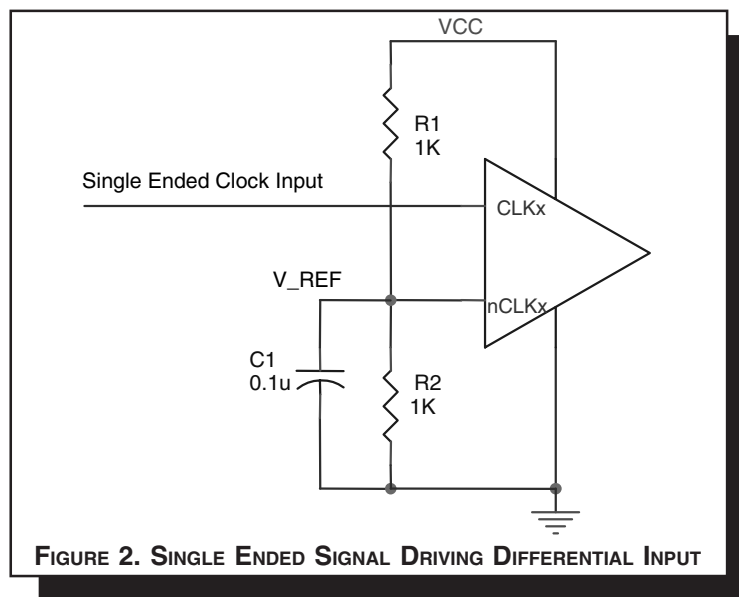 VCC
R1
1K
Single Ended Clock Input
CLKx
V_REF
nCLKx
C1
0.1u
R2
1K
FIGURE 2. SINGLE ENDED SIGNAL DRIVING DIFFERENTIAL INPUT